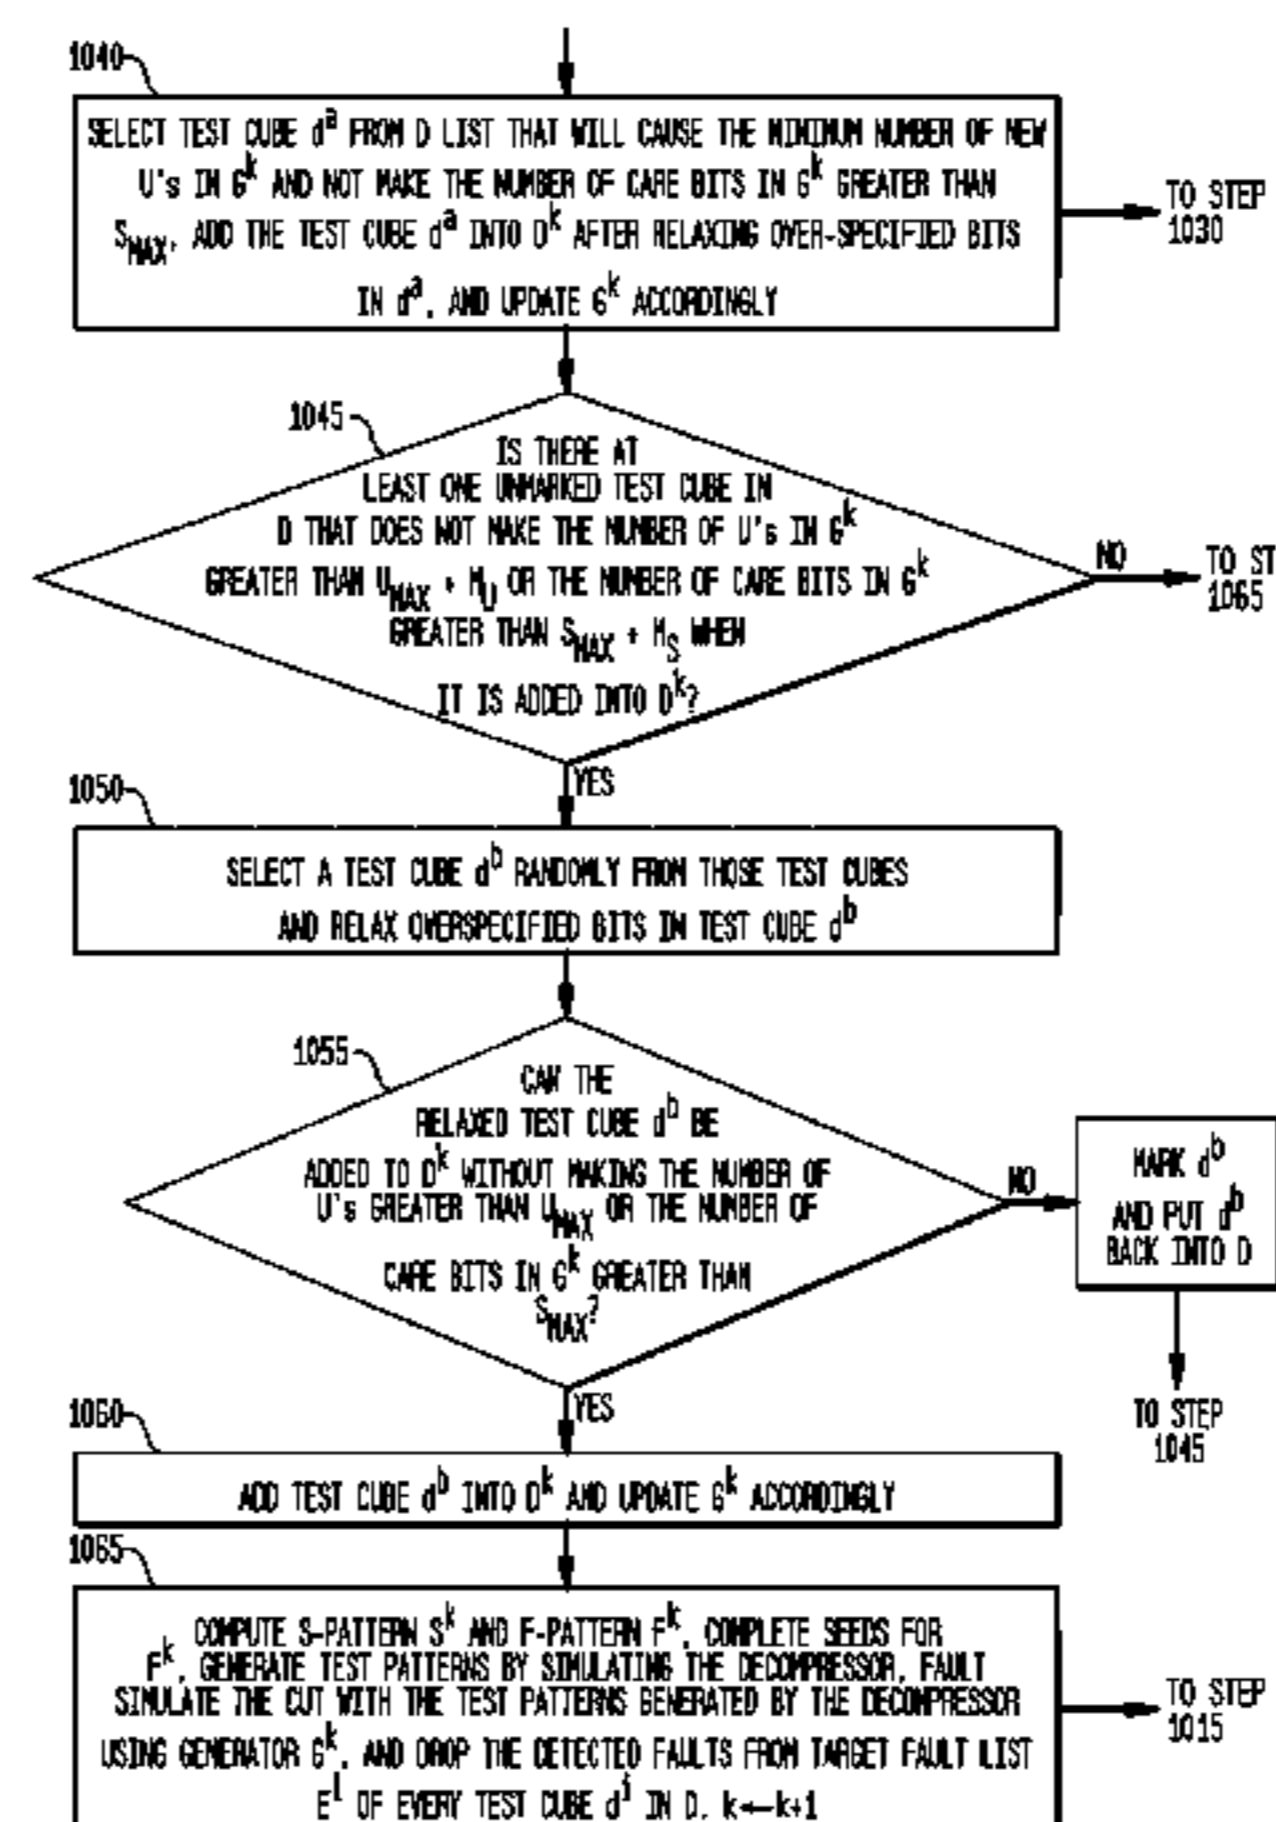 1040
SELECT TEST CUBE d^a FROM D LIST THAT WILL CAUSE THE MINIMUM NUMBER OF NEW
U's IN G^k AND NOT MAKE THE NUMBER OF CARE BITS IN G^k GREATER THAN
S_MAX, ADD THE TEST CUBE d^a INTO D^k AFTER RELAXING OVER-SPECIFIED BITS
IN d^a, AND UPDATE G^k ACCORDINGLY
TO STEP
1030
1045
IS THERE AT
LEAST ONE UNMARKED TEST CUBE IN
D THAT DOES NOT MAKE THE NUMBER OF U's IN G^k
GREATER THAN U_MAX + M_U OR THE NUMBER OF CARE BITS IN G^k
GREATER THAN S_MAX + M_S WHEN
IT IS ADDED INTO D^k?
NO
TO ST
1065
YES
1050
SELECT A TEST CUBE d^b RANDOMLY FROM THOSE TEST CUBES
AND RELAX OVERSPECIFIED BITS IN TEST CUBE d^b
1055
CAN THE
RELAXED TEST CUBE d^b BE
ADDED TO D^k WITHOUT MAKING THE NUMBER OF
U's GREATER THAN U_MAX OR THE NUMBER OF
CARE BITS IN G^k GREATER THAN
S_MAX?
NO
MARK d^b
AND PUT d^b
BACK INTO D
TO STEP
1045
YES
1060
ADD TEST CUBE d^b INTO D^k AND UPDATE G^k ACCORDINGLY
1065
COMPUTE S-PATTERN S^k AND F-PATTERN F^k, COMPLETE SEEDS FOR
F^k, GENERATE TEST PATTERNS BY SIMULATING THE DECOMPRESSOR, FAULT
SIMULATE THE CUT WITH THE TEST PATTERNS GENERATED BY THE DECOMPRESSOR
USING GENERATOR G^k, AND DROP THE DETECTED FAULTS FROM TARGET FAULT LIST
OF EVERY TEST CUBE IN D, k←k+1
TO STEP
1015